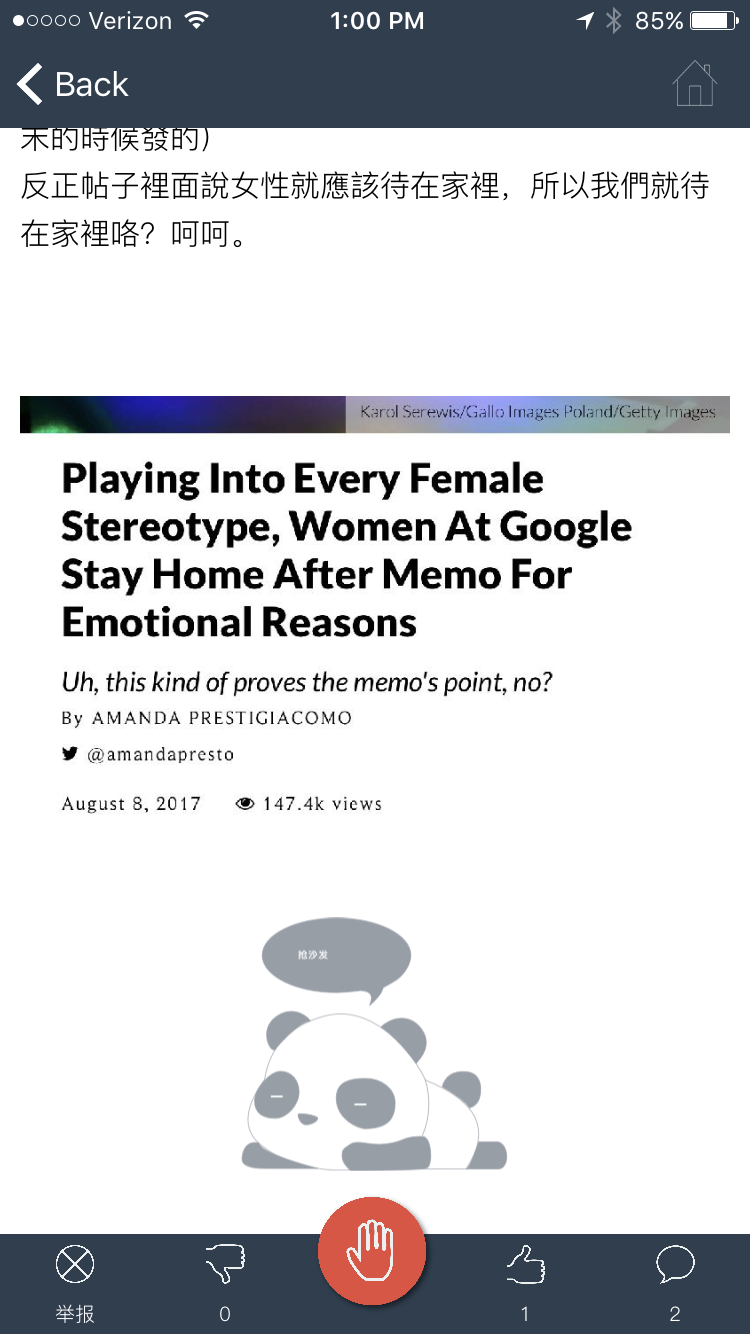 Verizon
1:00 PM
85%
Back
末的時候發的)
反正帖子裡面說女性就應該待在家裡，所以我們就待
在家裡咯？呵呵。
Karol Serewis/Gallo Images Poland/Getty Images
Playing Into Every Female
Stereotype, Women At Google
Stay Home After Memo For
Emotional Reasons
Uh, this kind of proves the memo's point, no?
By AMANDA PRESTIGIACOMO
@amandapresto
August 8, 2017
147.4k views
抢沙发
举报
0
1
2